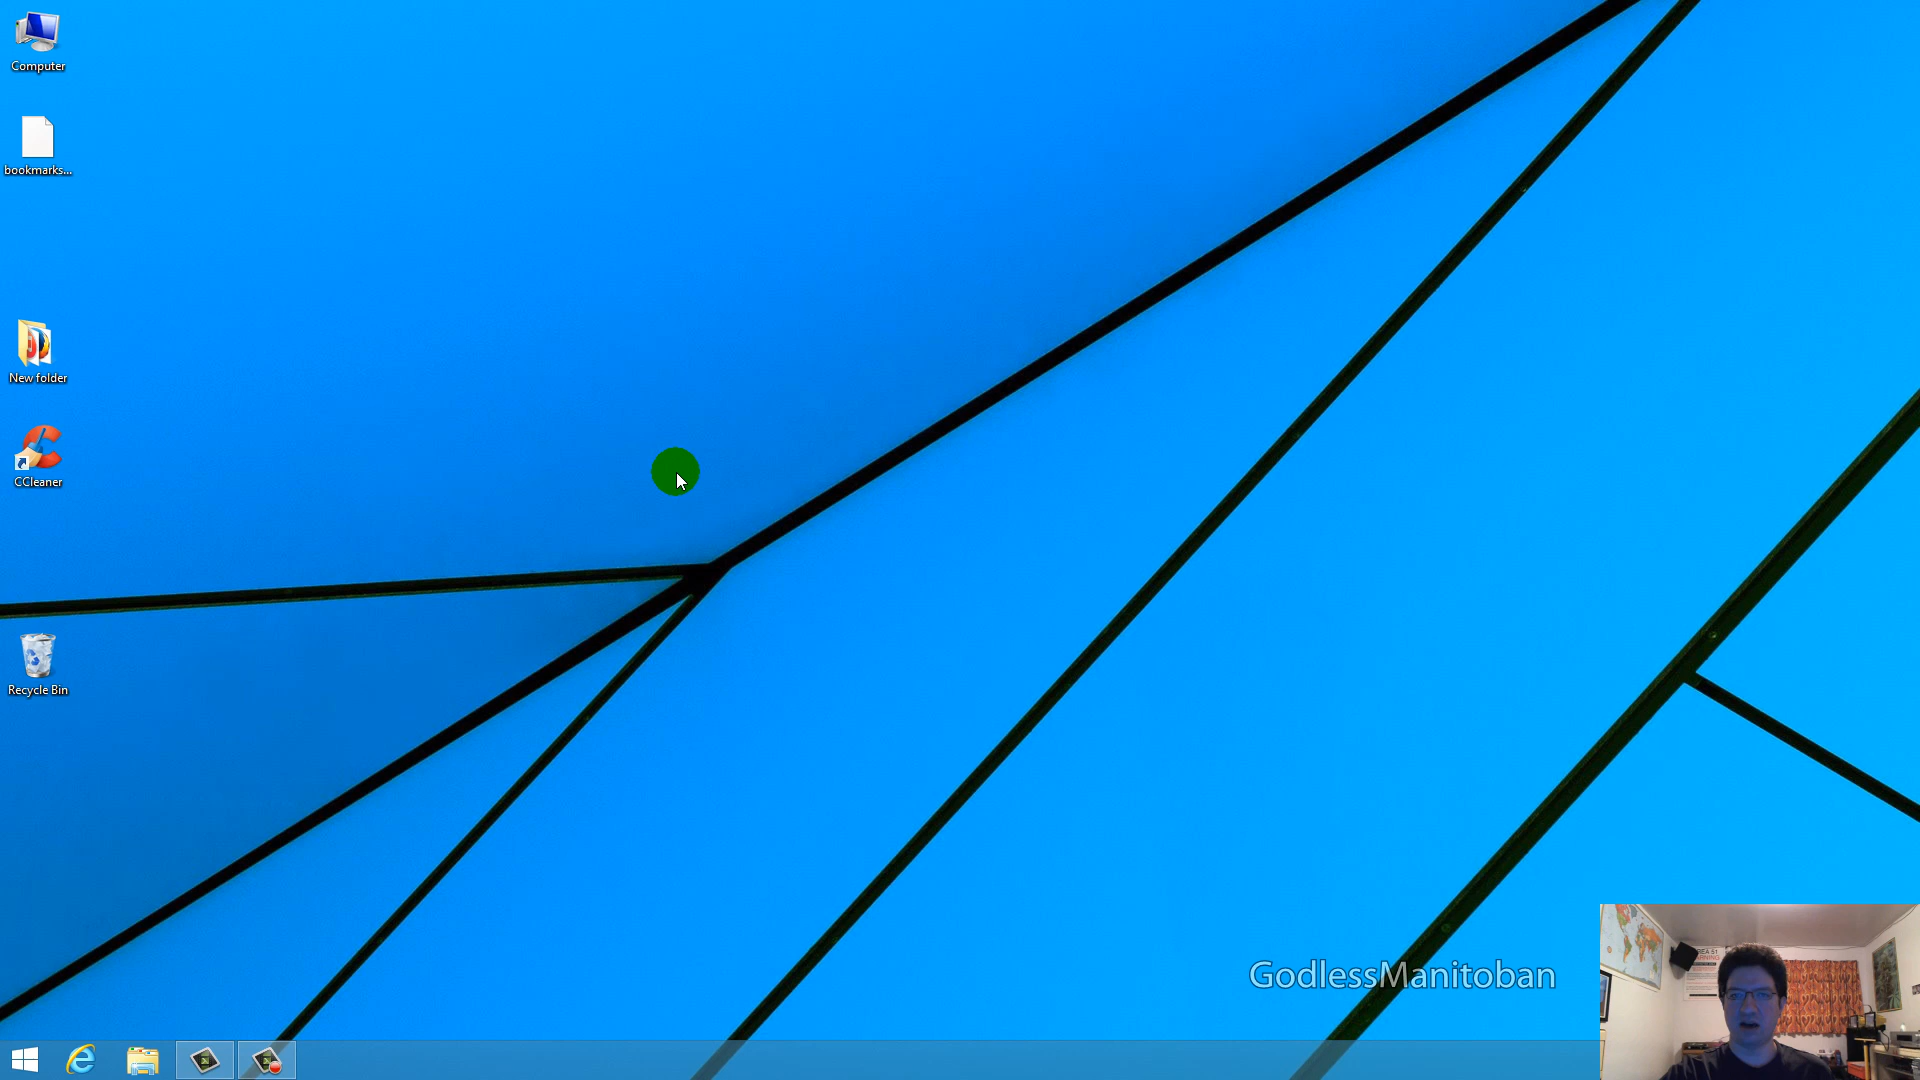 Computer
bookmarks...
New folder
CCleaner
Recycle Bin
GodlessManitoban